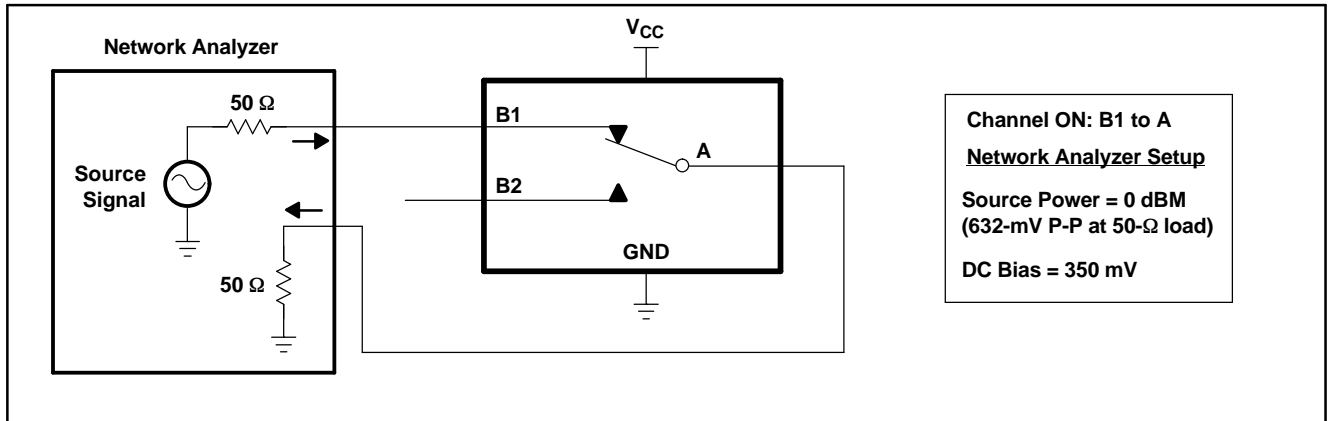 Network Analyzer
50 Ω
Source
Signal
50 Ω
VCC
B1
A
B2
GND
Channel ON: B1 to A
Network Analyzer Setup
Source Power = 0 dBM
(632-mV P-P at 50-Ω load)
DC Bias = 350 mV